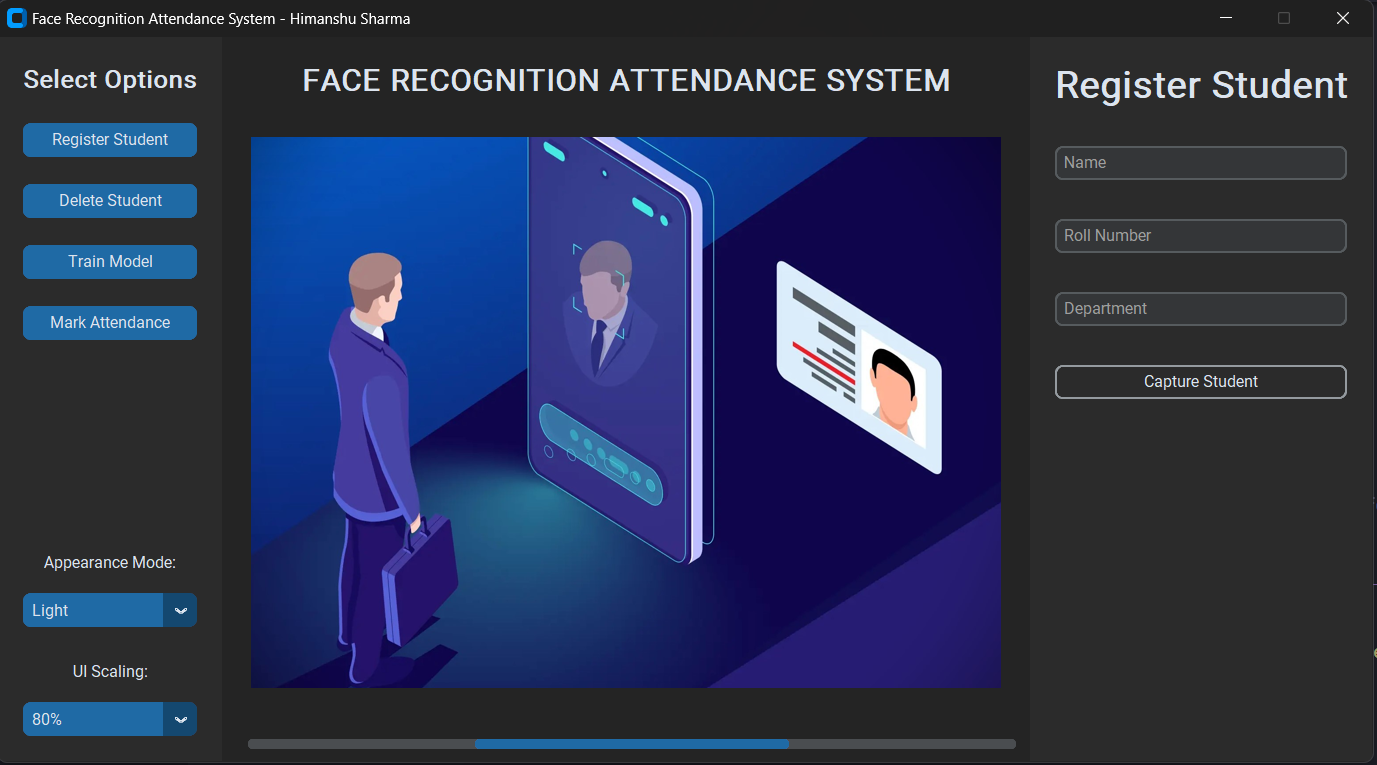 Face Recognition Attendance System - Himanshu Sharma
Select Options
Register Student
Delete Student
Train Model
Mark Attendance
Appearance Mode:
Light
UI Scaling:
80%
FACE RECOGNITION ATTENDANCE SYSTEM
Register Student
Name
Roll Number
Department
Capture Student